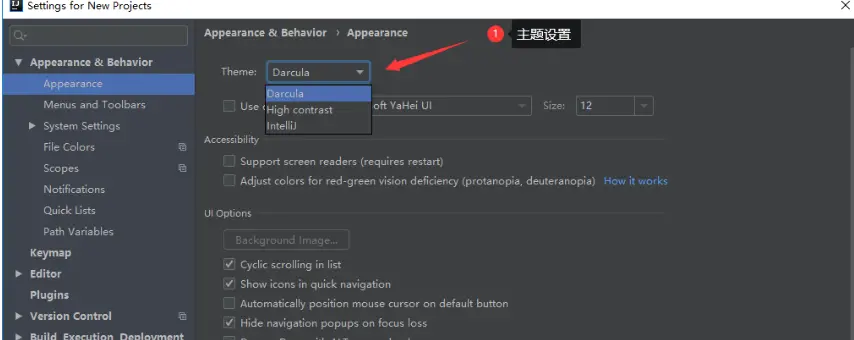 IJ Settings for New Projects
Appearance & Behavior › Appearance
1 主题设置
Appearance & Behavior
Appearance
Menus and Toolbars
System Settings
File Colors
Scopes
Notifications
Quick Lists
Path Variables
Keymap
Editor
Plugins
Version Control
Build, Execution, Deployment
Theme: Darcula
Darcula
High contrast
IntelliJ
Use oft YaHei UI Size: 12
Accessibility
Support screen readers (requires restart)
Adjust colors for red-green vision deficiency (protanopia, deuteranopia) How it works
UI Options
Background Image...
Cyclic scrolling in list
Show icons in quick navigation
Automatically position mouse cursor on default button
Hide navigation popups on focus loss